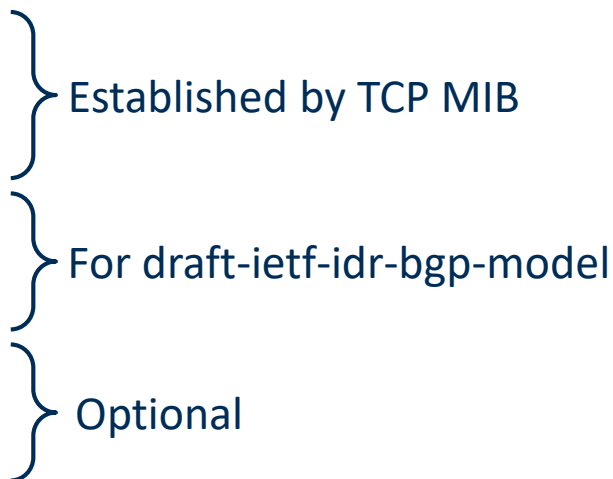 Established by TCP MIB
For draft-ietf-idr-bgp-model
Optional